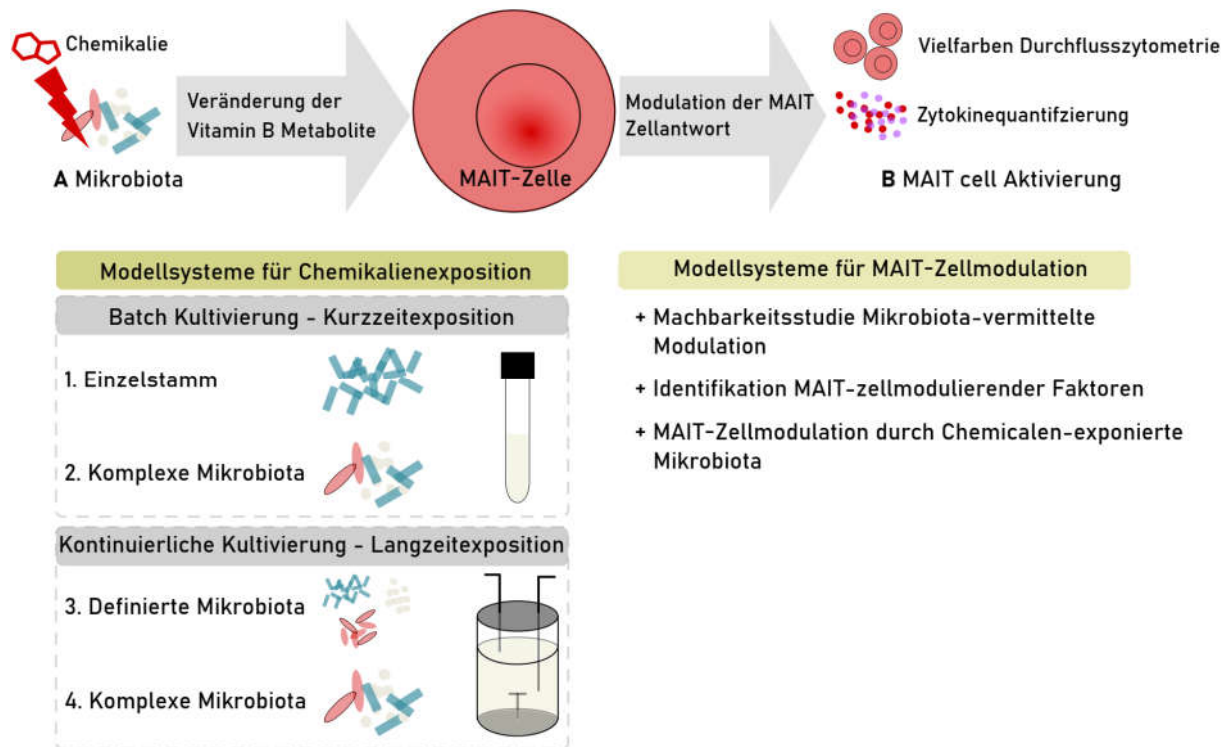 Chemikalie
Veränderung der
Vitamin B Metabolite
A Mikrobiota
MAIT-Zelle
Modulation der MAIT
Zellantwort
Vielfarben Durchflusszytometrie
Zytokinequantifzierung
B MAIT cell Aktivierung
Modellsysteme für Chemikalienexposition
Batch Kultivierung - Kurzzeitexposition
1. Einzelstamm
2. Komplexe Mikrobiota
Kontinuierliche Kultivierung - Langzeitexposition
3. Definierte Mikrobiota
4. Komplexe Mikrobiota
Modellsysteme für MAIT-Zellmodulation
+ Machbarkeitsstudie Mikrobiota-vermittelte
Modulation
+ Identifikation MAIT-zellmodulierender Faktoren
+ MAIT-Zellmodulation durch Chemicalen-exponierte
Mikrobiota